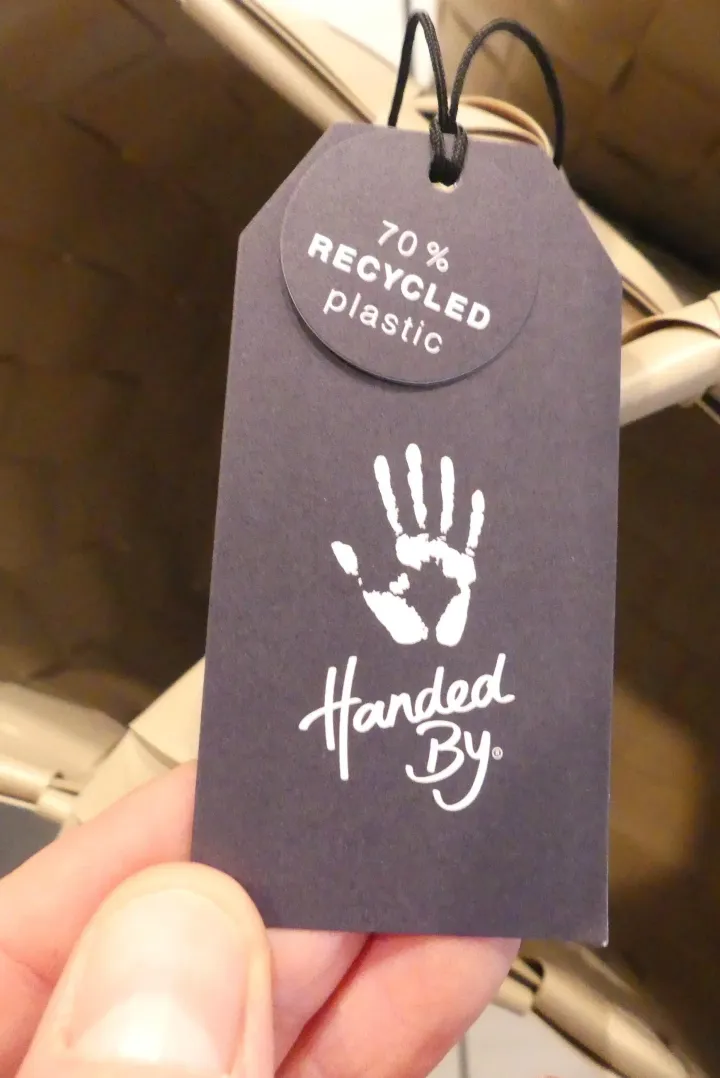 70%
RECYCLED
plastic
Handed
By®